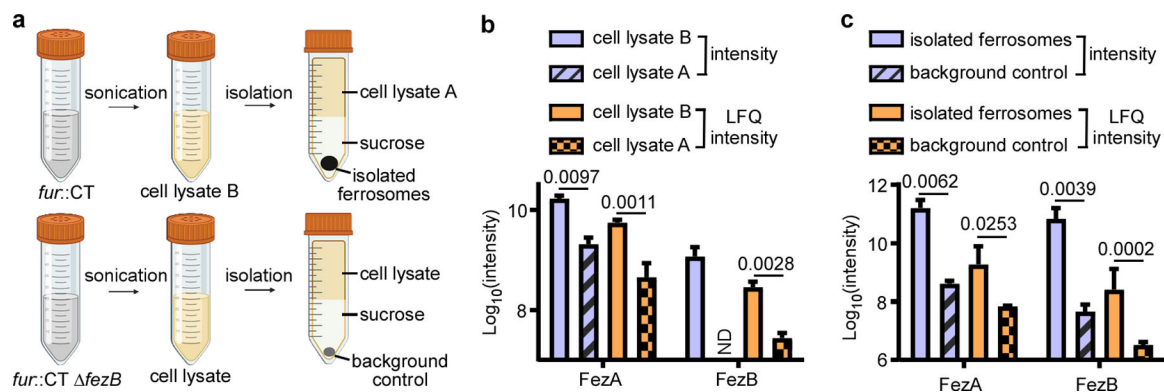 a
sonication
isolation
cell lysate A
sucrose
isolated
ferrosomes
fur::CT
cell lysate B
sonication
isolation
cell lysate
sucrose
background
control
fur::CT ΔfezB
cell lysate
b
cell lysate B
cell lysate A
intensity
cell lysate B
cell lysate A
LFQ
intensity
Log10(intensity)
10
8
0.0097
0.0011
ND
0.0028
FezA
FezB
c
isolated ferrosomes
background control
intensity
isolated ferrosomes
background control
LFQ
intensity
Log10(intensity)
12
10
8
6
0.0062
0.0253
0.0039
0.0002
FezA
FezB